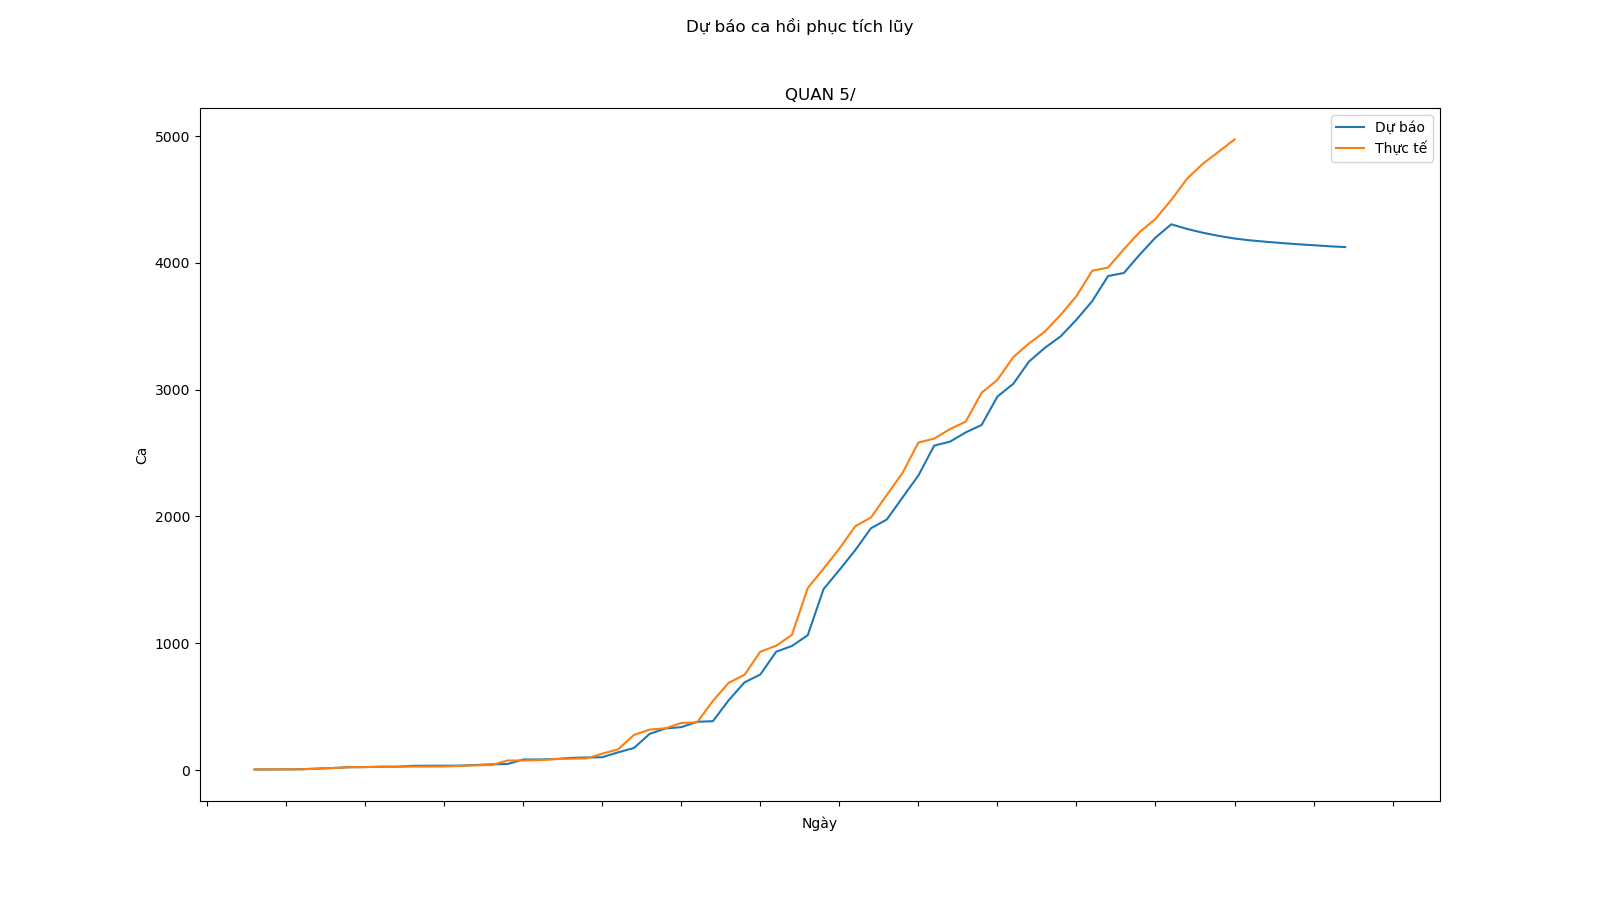 Dự báo ca hồi phục tích lũy
QUAN 5/
Dự báo
Thực tế
5000
4000
3000
2000
1000
0
Ca
Ngày